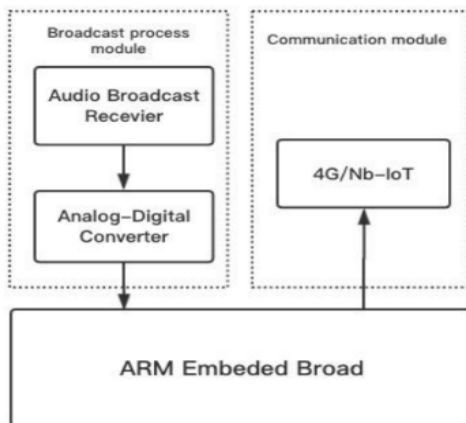 Broadcast process
module
Communication module
Audio Broadcast
Recevier
4G/Nb-IoT
Analog-Digital
Converter
ARM Embeded Broad